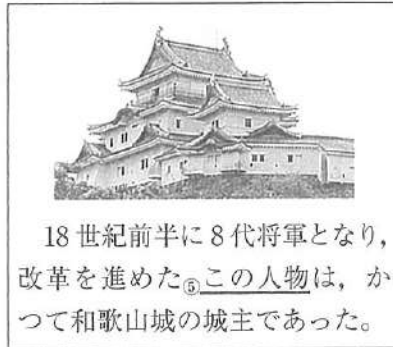 18世紀前半に8代将軍となり，
改革を進めた⑤この人物は，か
つて和歌山城の城主であった。